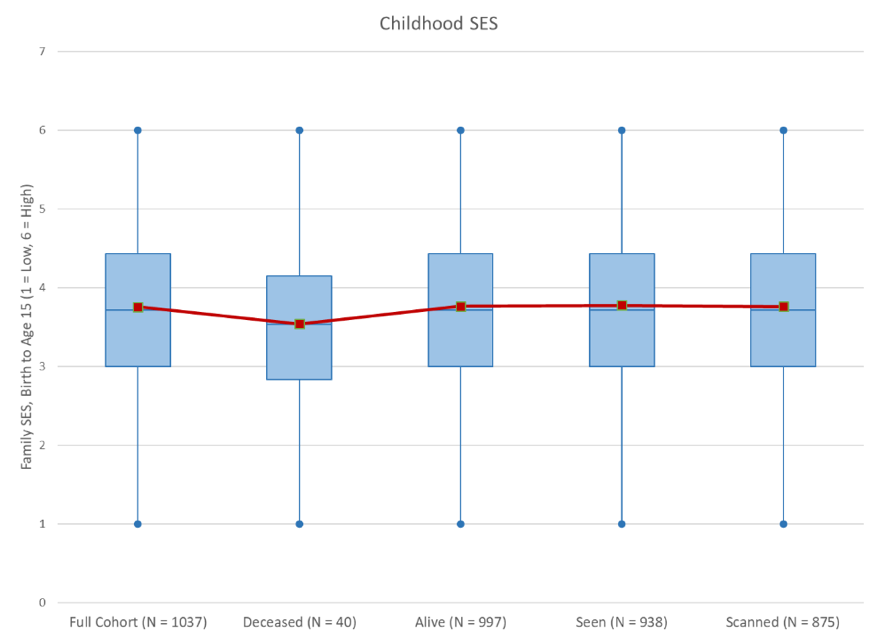 Childhood SES
Family SES, Birth to Age 15 (1 = Low, 6 = High)
7
6
5
4
3
2
1
0
Full Cohort (N = 1037) Deceased (N = 40) Alive (N = 997) Seen (N = 938) Scanned (N = 875)